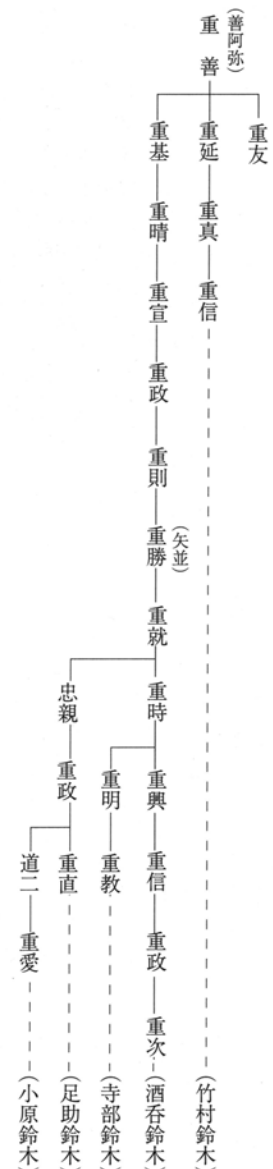 (善阿弥)
重善
重友
重延 重真 重信 (竹村鈴木)
重基 重晴 重宣 重政 重則 重勝 重就
(矢並)
重時
重興 重信 重政 重次 (酒呑鈴木)
重明 重教 (寺部鈴木)
忠親 重政
重直 (足助鈴木)
道二 重愛 (小原鈴木)